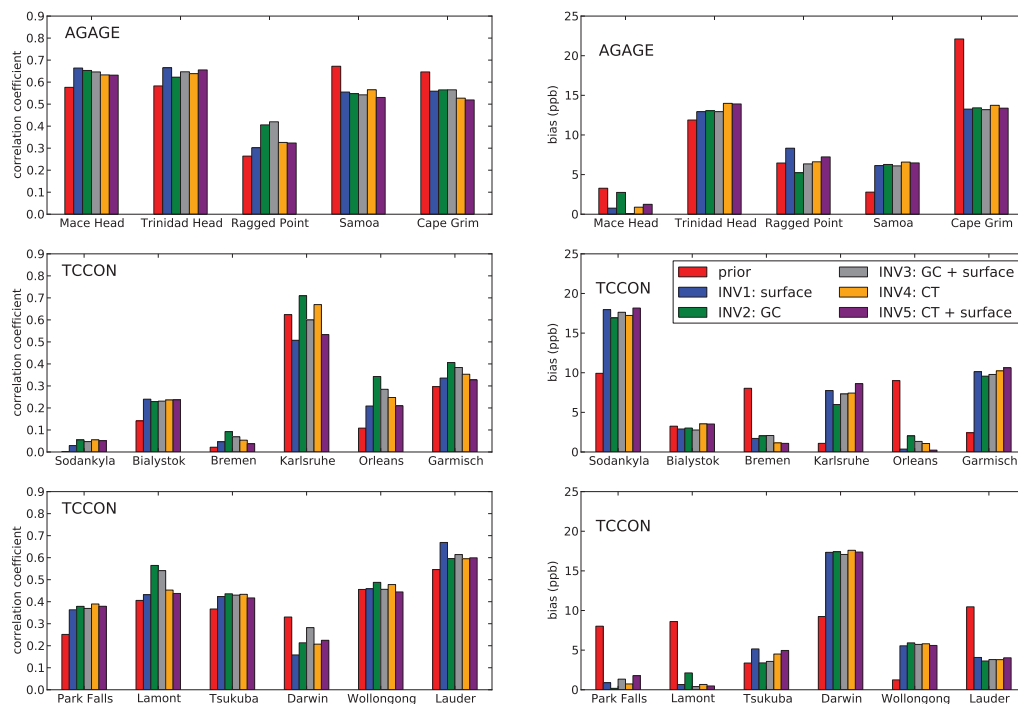 AGAGE
correlation coefficient
0.9
0.8
0.7
0.6
0.5
0.4
0.3
0.2
0.1
0.0
Mace Head Trinidad Head Ragged Point Samoa Cape Grim
AGAGE
bias (ppb)
25
20
15
10
5
0
Mace Head Trinidad Head Ragged Point Samoa Cape Grim
TCCON
correlation coefficient
0.9
0.8
0.7
0.6
0.5
0.4
0.3
0.2
0.1
0.0
Sodankyla Bialystok Bremen Karlsruhe Orleans Garmisch
TCCON
bias (ppb)
25
20
15
10
5
0
prior
INV1: surface
INV2: GC
INV3: GC + surface
INV4: CT
INV5: CT + surface
Sodankyla Bialystok Bremen Karlsruhe Orleans Garmisch
TCCON
correlation coefficient
0.9
0.8
0.7
0.6
0.5
0.4
0.3
0.2
0.1
0.0
Park Falls Lamont Tsukuba Darwin Wollongong Lauder
TCCON
bias (ppb)
25
20
15
10
5
0
Park Falls Lamont Tsukuba Darwin Wollongong Lauder